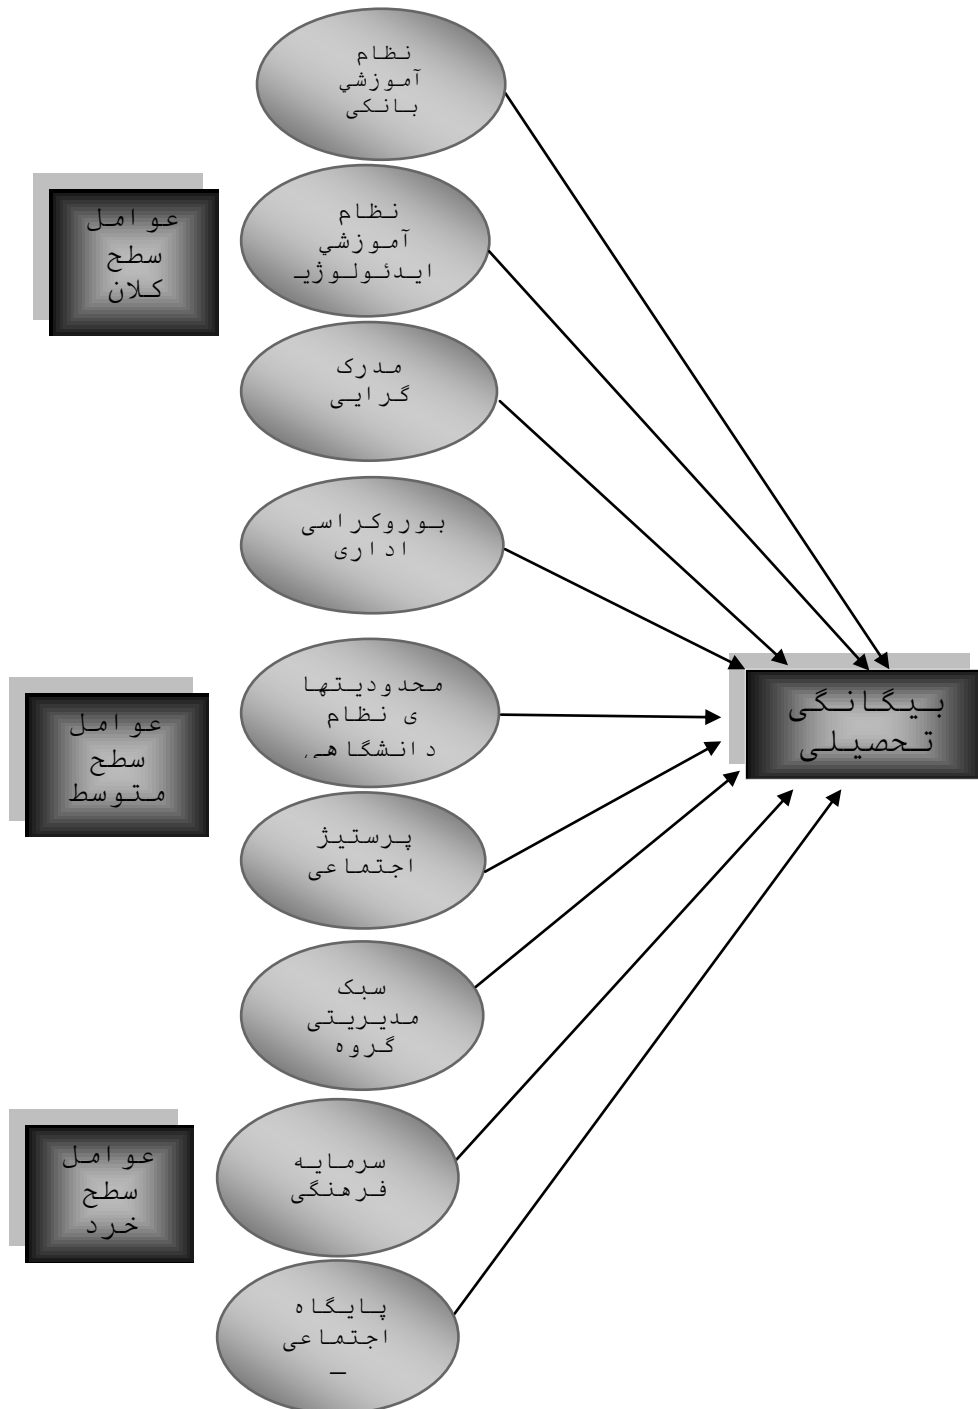 نظام
آموزشي
بانکی
عوامل
سطح
کلان
نظام
آموزشي
ایدئولوژیـ
مدرک
گرایی
بوروکراسی
اداری
عوامل
سطح
متوسط
محدودیتها
ی نظام
دانشگاهی
بیگانگی
تحصیلی
پرستیژ
اجتماعی
سبک
مدیریتی
گروه
عوامل
سطح
خرد
سرمایه
فرهنگی
پایگاه
اجتماعی
_